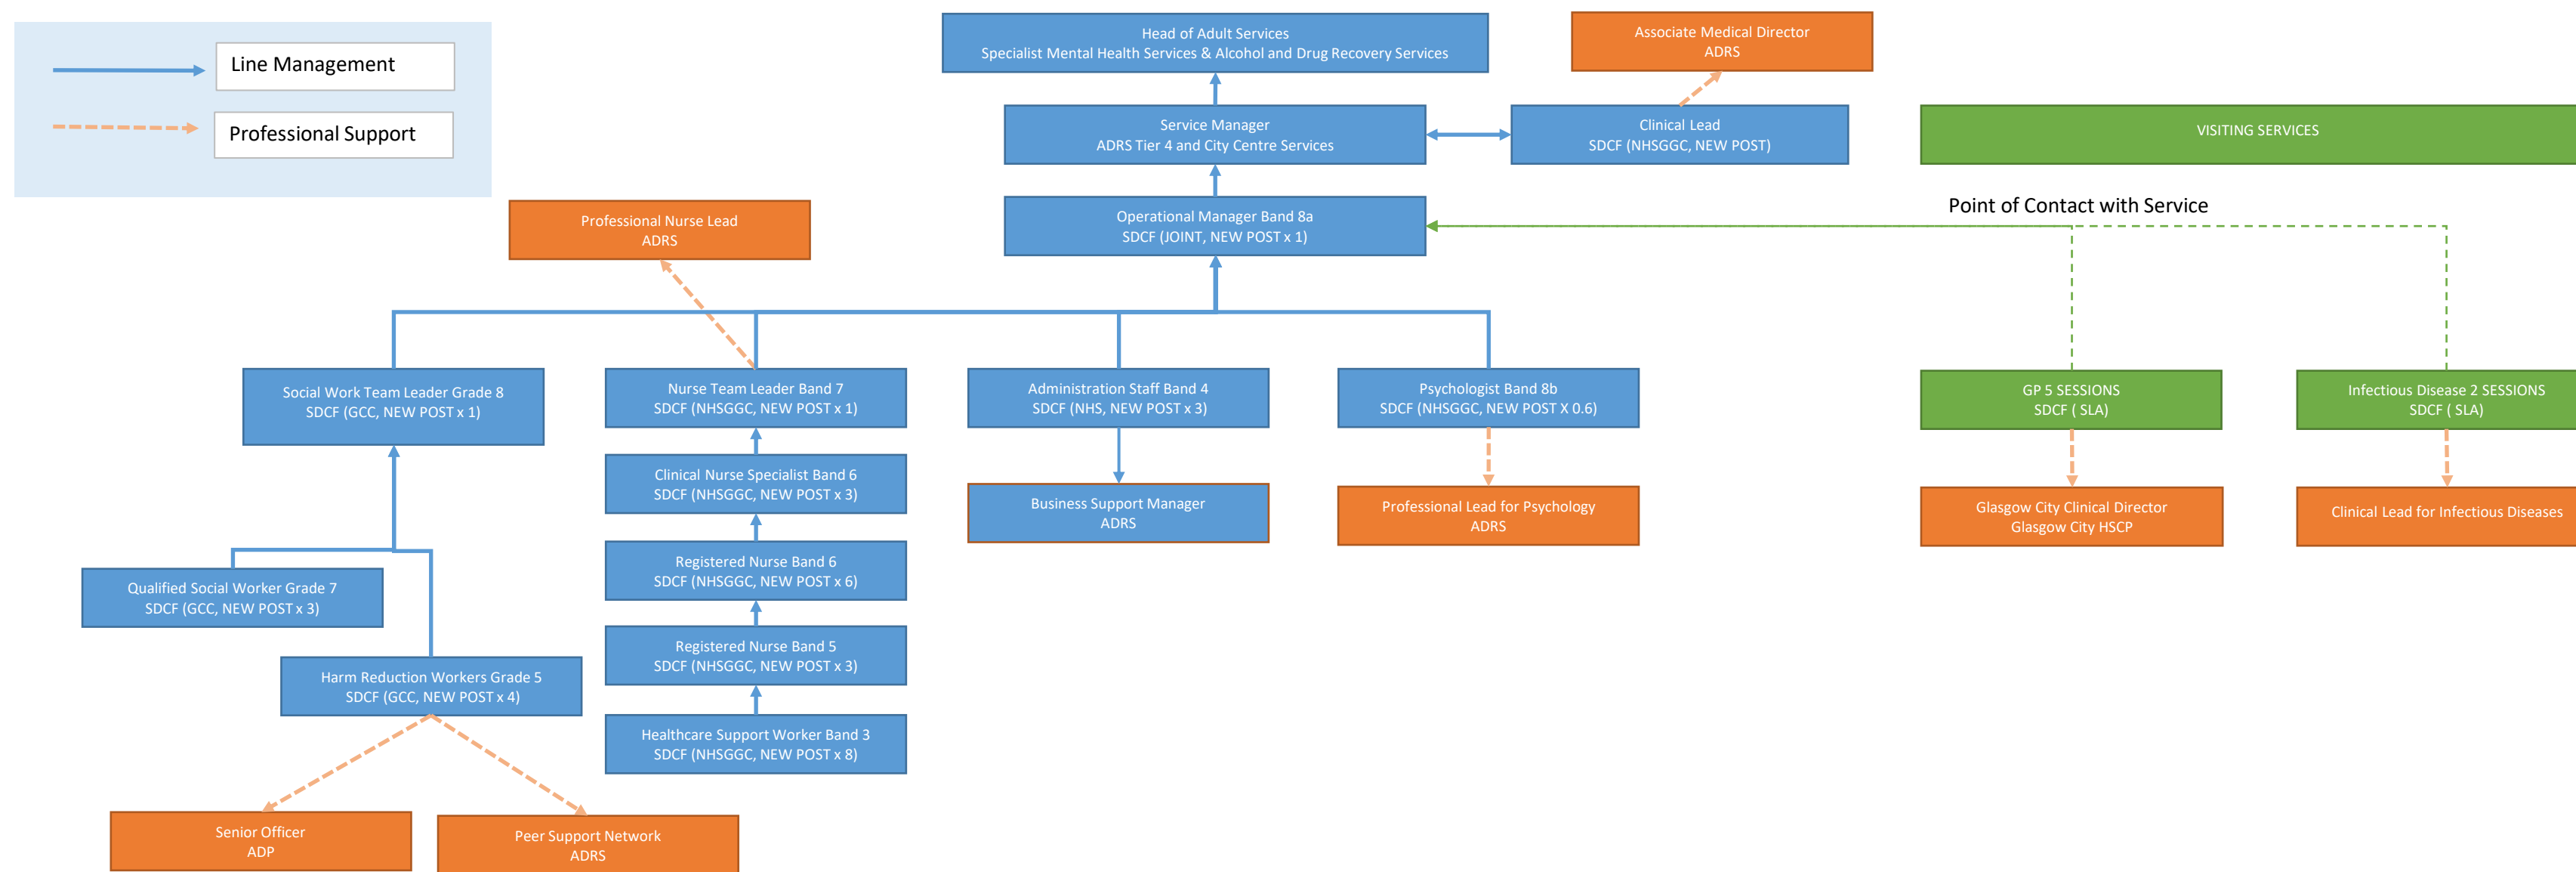 Line Management
Professional Support
Head of Adult Services
Specialist Mental Health Services & Alcohol and Drug Recovery Services
Associate Medical Director
ADRS
Service Manager
ADRS Tier 4 and City Centre Services
Clinical Lead
SDCF (NHSGGC, NEW POST)
VISITING SERVICES
Professional Nurse Lead
ADRS
Operational Manager Band 8a
SDCF (JOINT, NEW POST x 1)
Point of Contact with Service
Social Work Team Leader Grade 8
SDCF (GCC, NEW POST x 1)
Nurse Team Leader Band 7
SDCF (NHSGGC, NEW POST x 1)
Administration Staff Band 4
SDCF (NHS, NEW POST x 3)
Psychologist Band 8b
SDCF (NHSGGC, NEW POST X 0.6)
GP 5 SESSIONS
SDCF ( SLA)
Infectious Disease 2 SESSIONS
SDCF ( SLA)
Clinical Nurse Specialist Band 6
SDCF (NHSGGC, NEW POST x 3)
Business Support Manager
ADRS
Professional Lead for Psychology
ADRS
Glasgow City Clinical Director
Glasgow City HSCP
Clinical Lead for Infectious Diseases
Registered Nurse Band 6
SDCF (NHSGGC, NEW POST x 6)
Qualified Social Worker Grade 7
SDCF (GCC, NEW POST x 3)
Registered Nurse Band 5
SDCF (NHSGGC, NEW POST x 3)
Harm Reduction Workers Grade 5
SDCF (GCC, NEW POST x 4)
Healthcare Support Worker Band 3
SDCF (NHSGGC, NEW POST x 8)
Senior Officer
ADP
Peer Support Network
ADRS